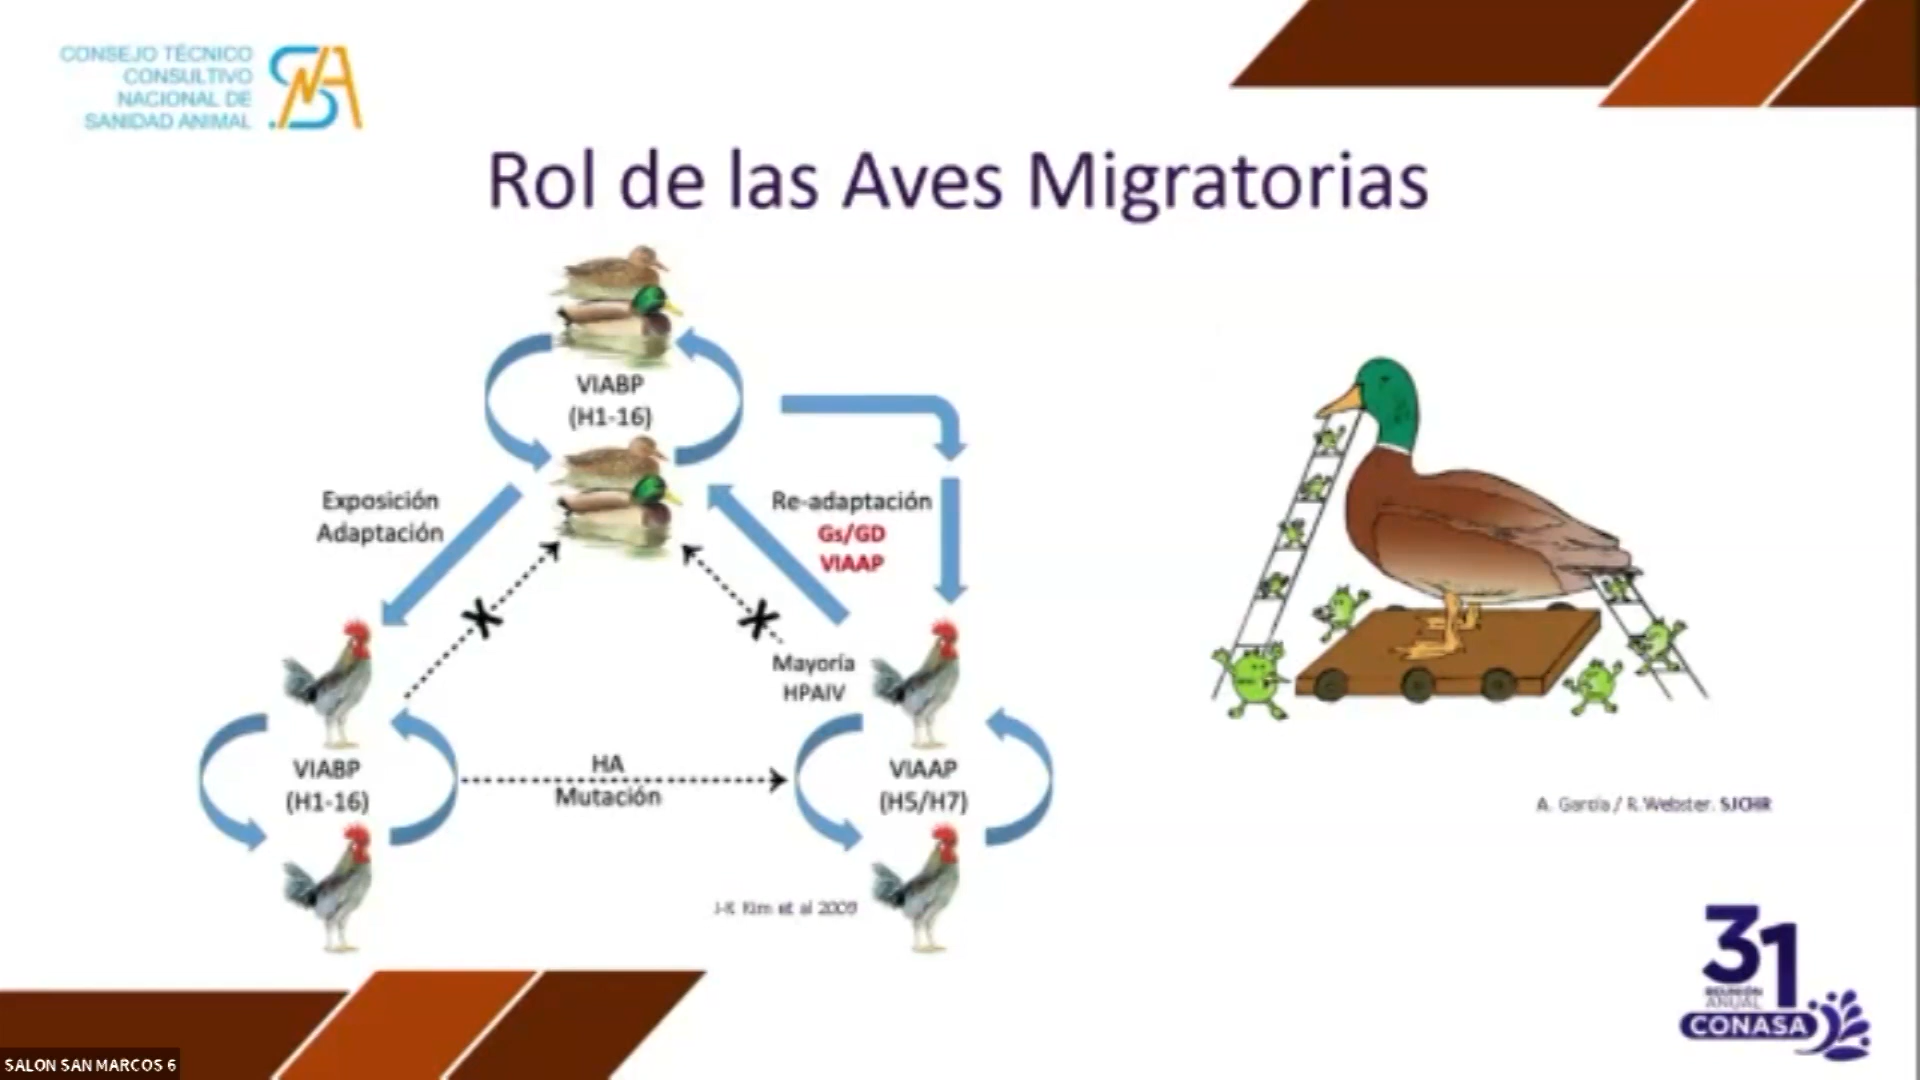 CONSEJO TÉCNICO
CONSULTIVO
NACIONAL DE
SANIDAD ANIMAL
Rol de las Aves Migratorias
VIABP
(H1-16)
Exposición
Adaptación
Re-adaptación
Gs/GD
VIAAP
Mayoría
HPAIV
VIABP
(H1-16)
HA
Mutación
VIAAP
(H5/H7)
J-K Kim et al 2009
A. García / R. Webster. SJCHR
31
REUNIÓN
ANUAL
CONASA
SALON SAN MARCOS 6